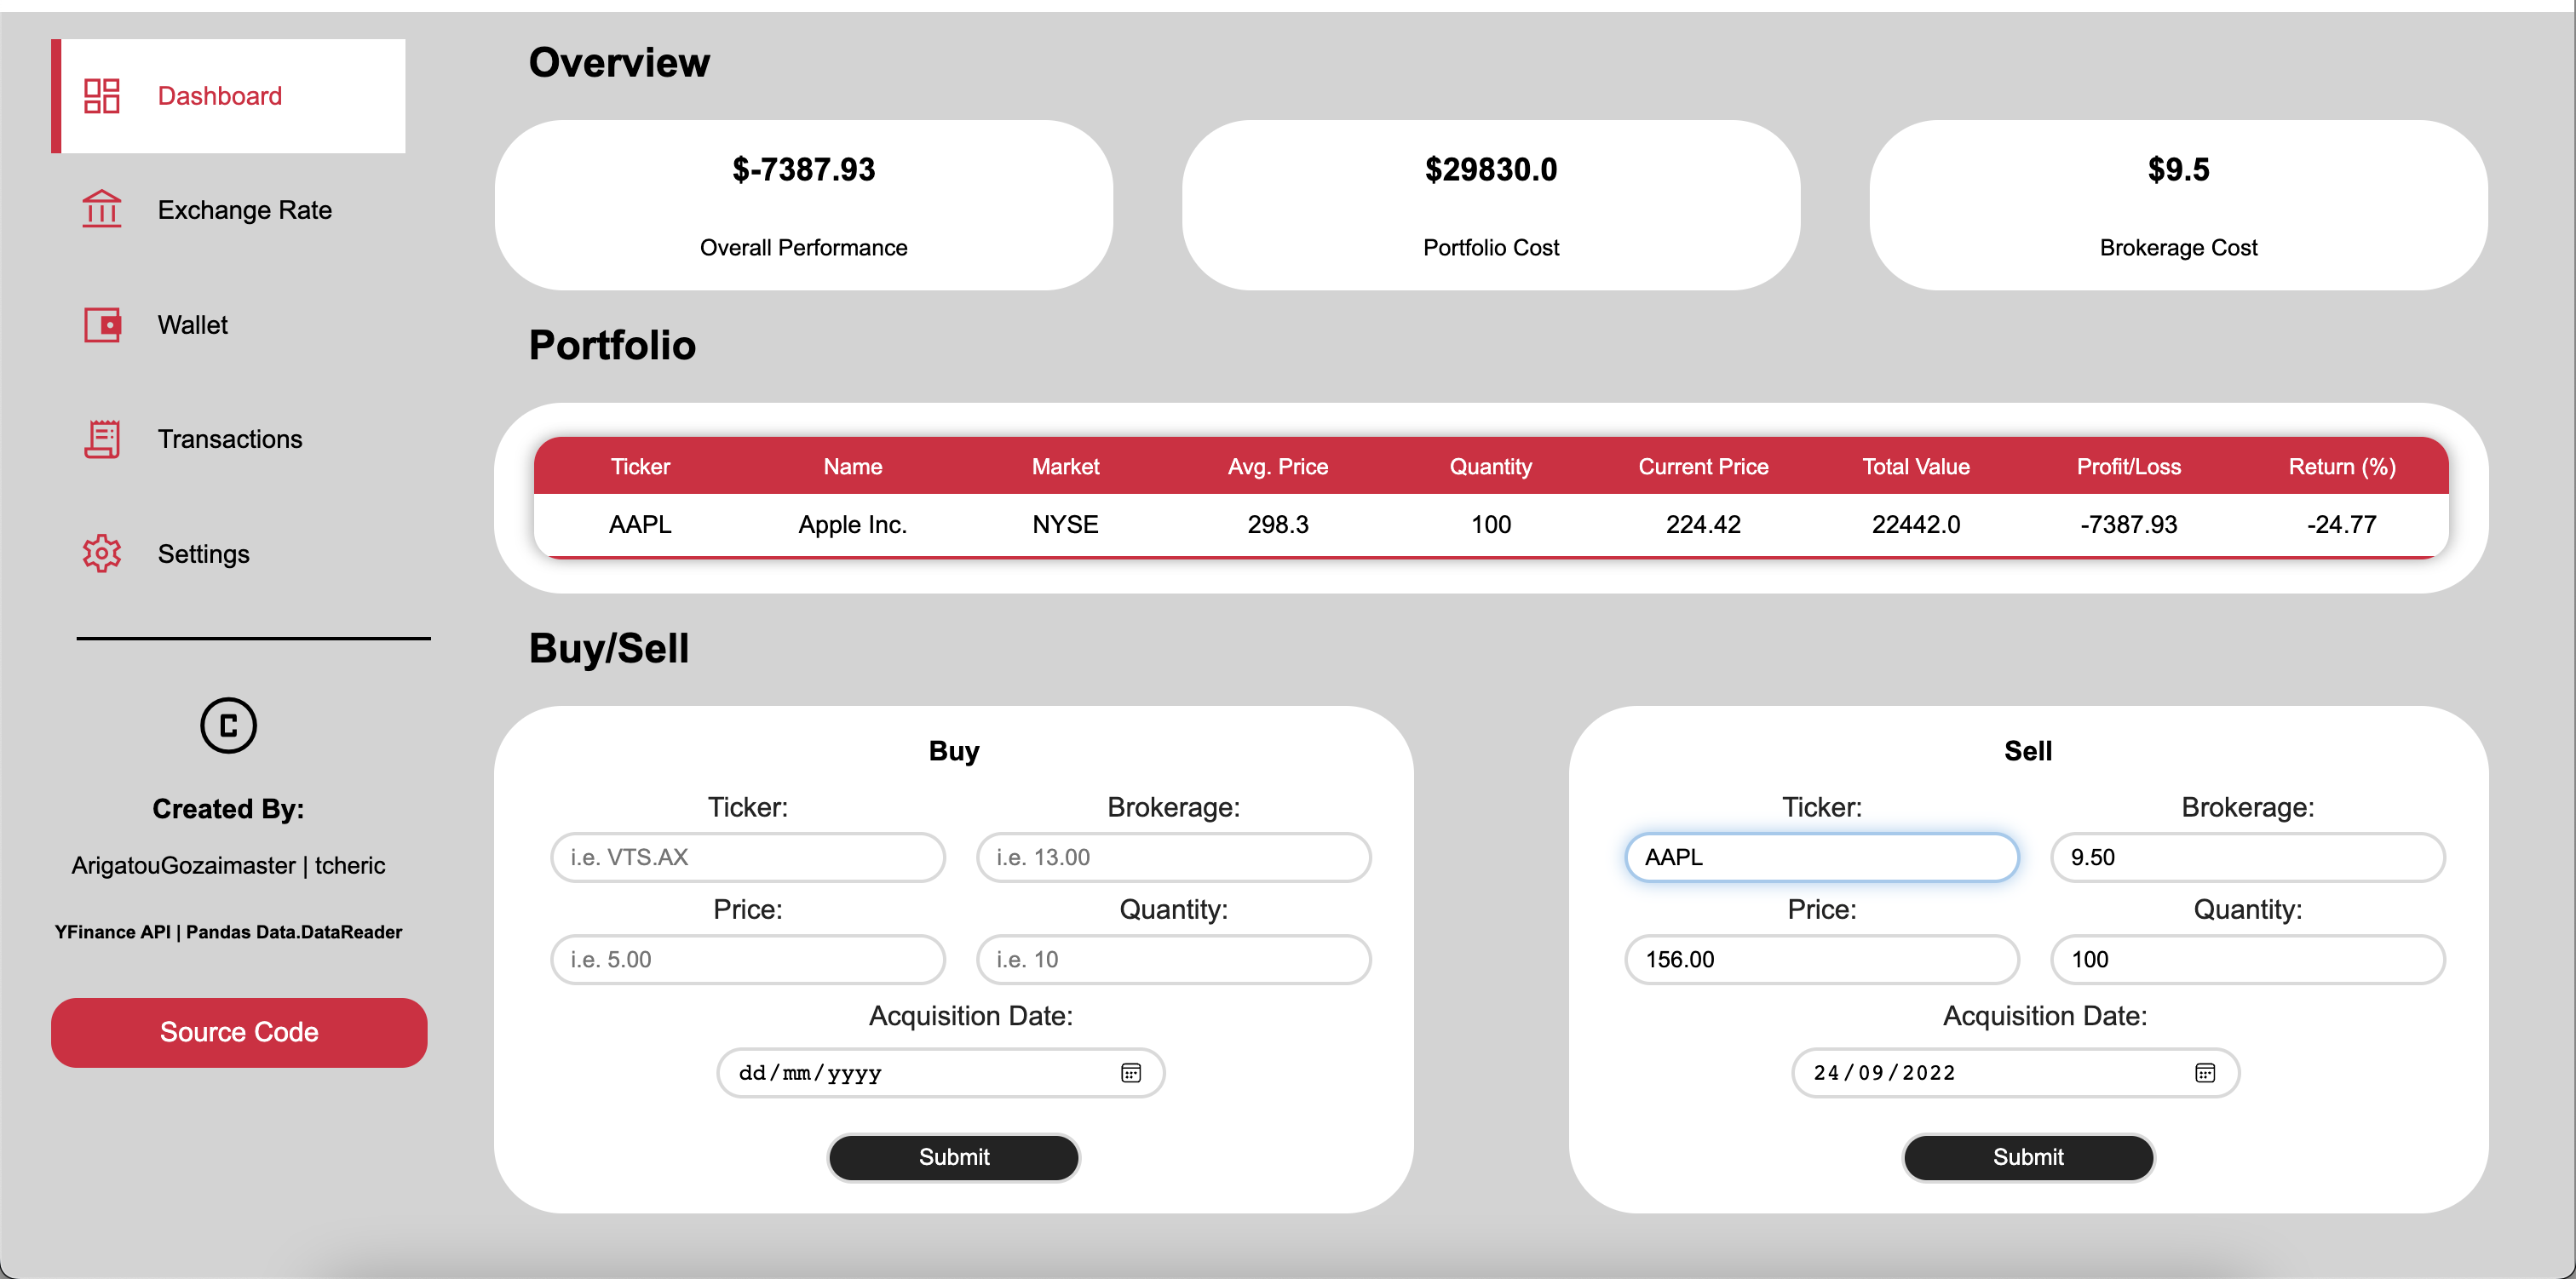 Dashboard
Exchange Rate
Wallet
Transactions
Settings
C
Created By:
ArigatouGozaimaster | tcheric
YFinance API | Pandas Data.DataReader
Source Code
Overview
$-7387.93
Overall Performance
$29830.0
Portfolio Cost
$9.5
Brokerage Cost
Portfolio
Ticker Name Market Avg. Price Quantity Current Price Total Value Profit/Loss Return (%)
AAPL Apple Inc. NYSE 298.3 100 224.42 22442.0 -7387.93 -24.77
Buy/Sell
Buy
Ticker: Brokerage:
i.e. VTS.AX i.e. 13.00
Price: Quantity:
i.e. 5.00 i.e. 10
Acquisition Date:
dd/mm/yyyy
Submit
Sell
Ticker: Brokerage:
AAPL 9.50
Price: Quantity:
156.00 100
Acquisition Date:
24/09/2022
Submit